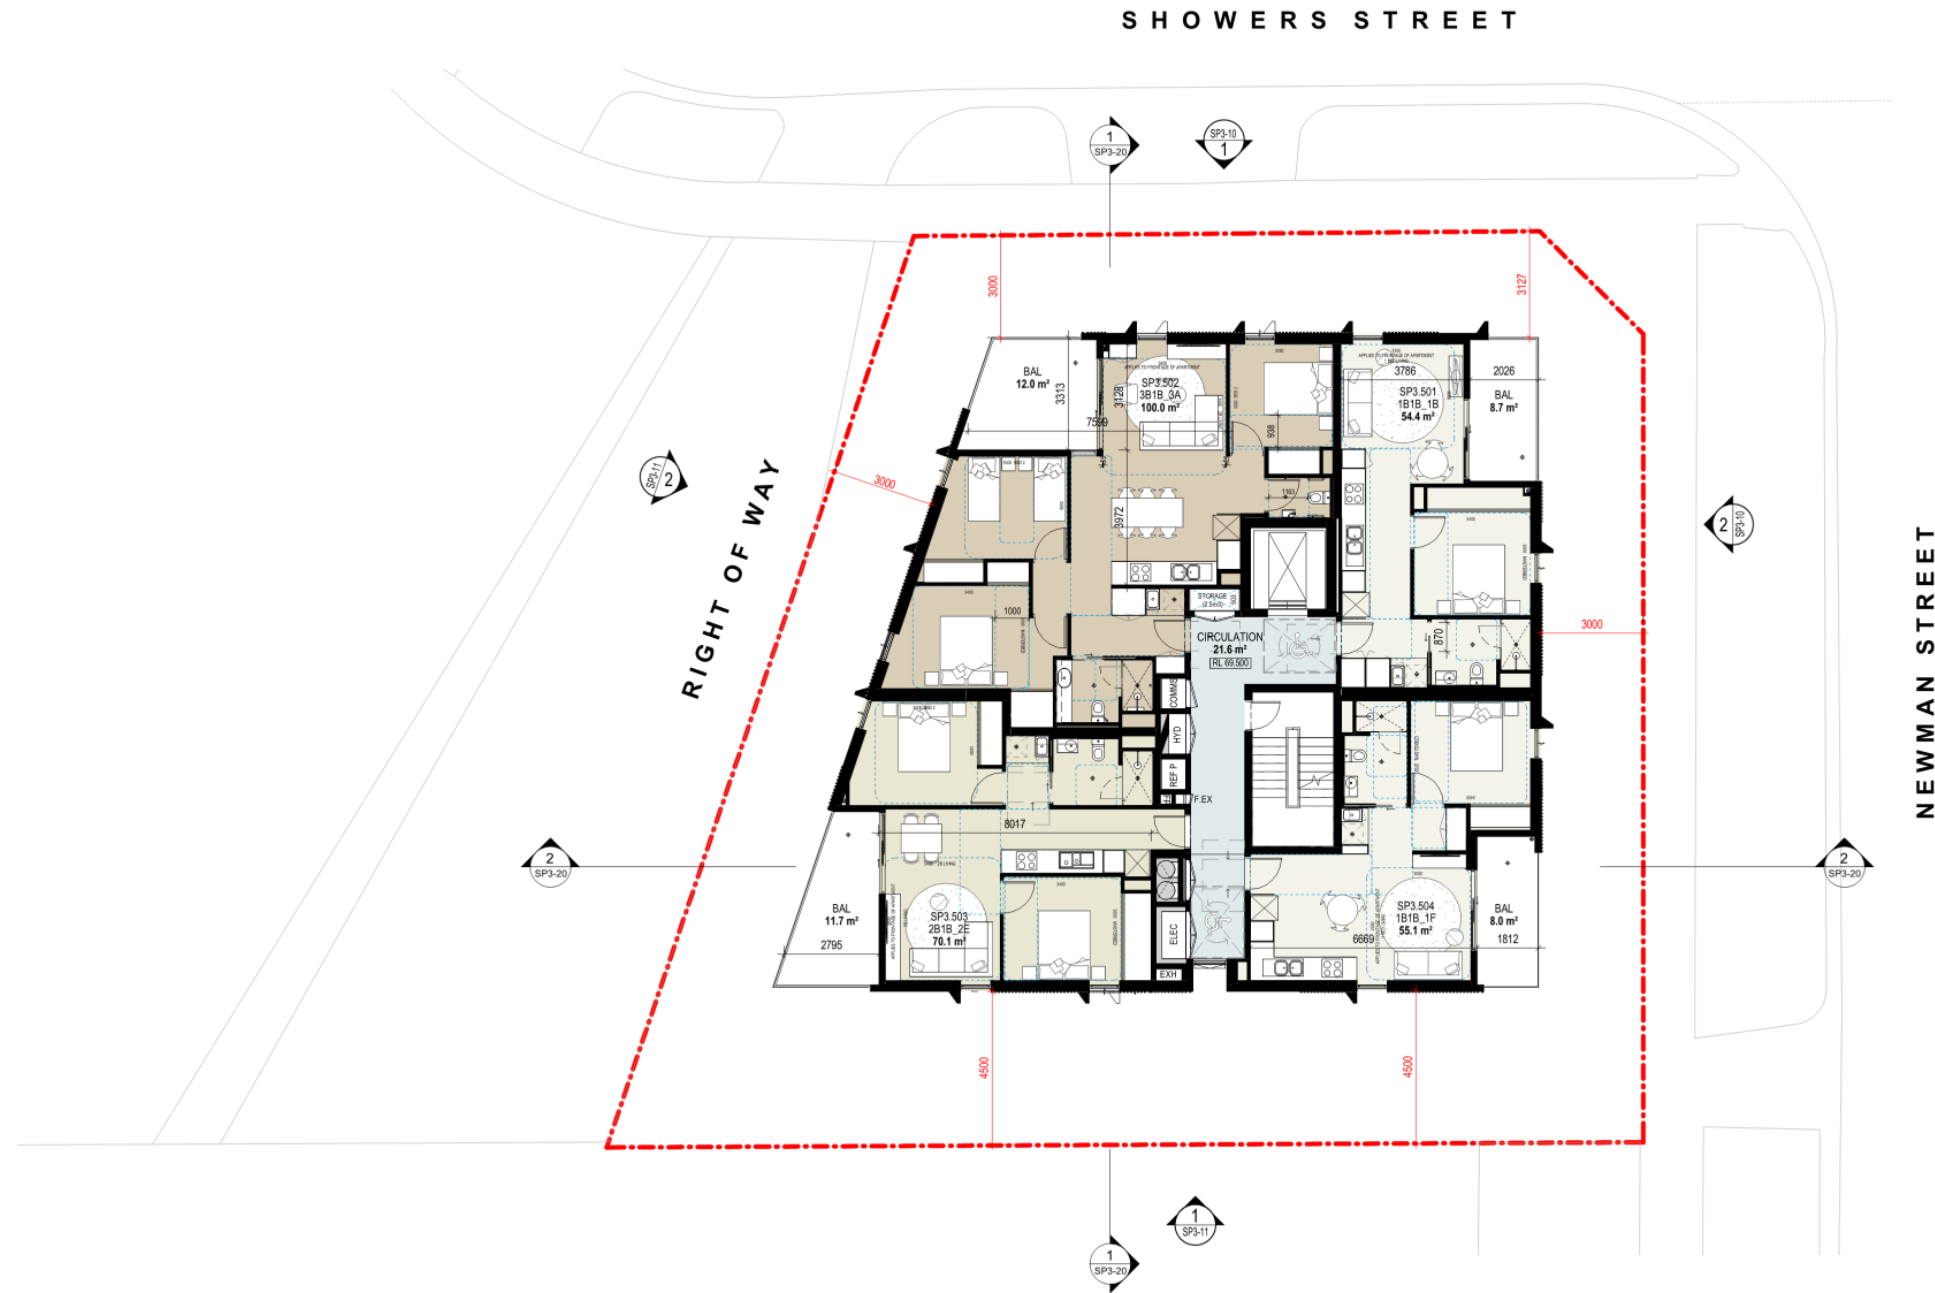 SHOWERS STREET
1
SP3-20
SP3-10
1
3000
3127
BAL
12.0 m²
3313
3128
SP3.502
3B1B_3A
100.0 m²
7599
938
3786
2026
SP3.501
1B1B_1B
54.4 m²
BAL
8.7 m²
SP3-11
2
3000
1163
3972
2
SP3-10
RIGHT OF WAY
NEWMAN STREET
STORAGE
(2.5m3)
503
1000
CIRCULATION
21.6 m²
RL 69.500
870
3000
COMMS
HYD
REF P
F.EX
8017
2
SP3-20
2
SP3-20
BAL
11.7 m²
2795
SP3.503
2B1B_2E
70.1 m²
ELEC
EXH
SP3.504
1B1B_1F
55.1 m²
6669
BAL
8.0 m²
1812
4500
4500
1
SP3-11
1
SP3-20